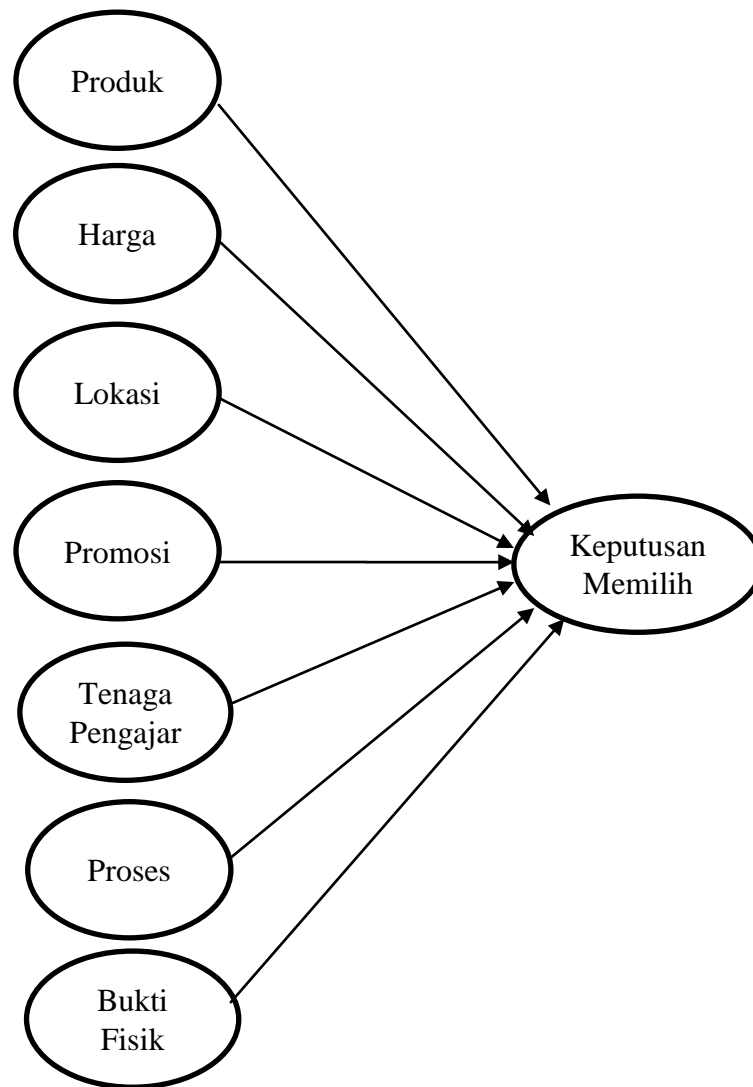 Produk
Harga
Lokasi
Promosi
Tenaga
Pengajar
Proses
Bukti
Fisik
Keputusan
Memilih